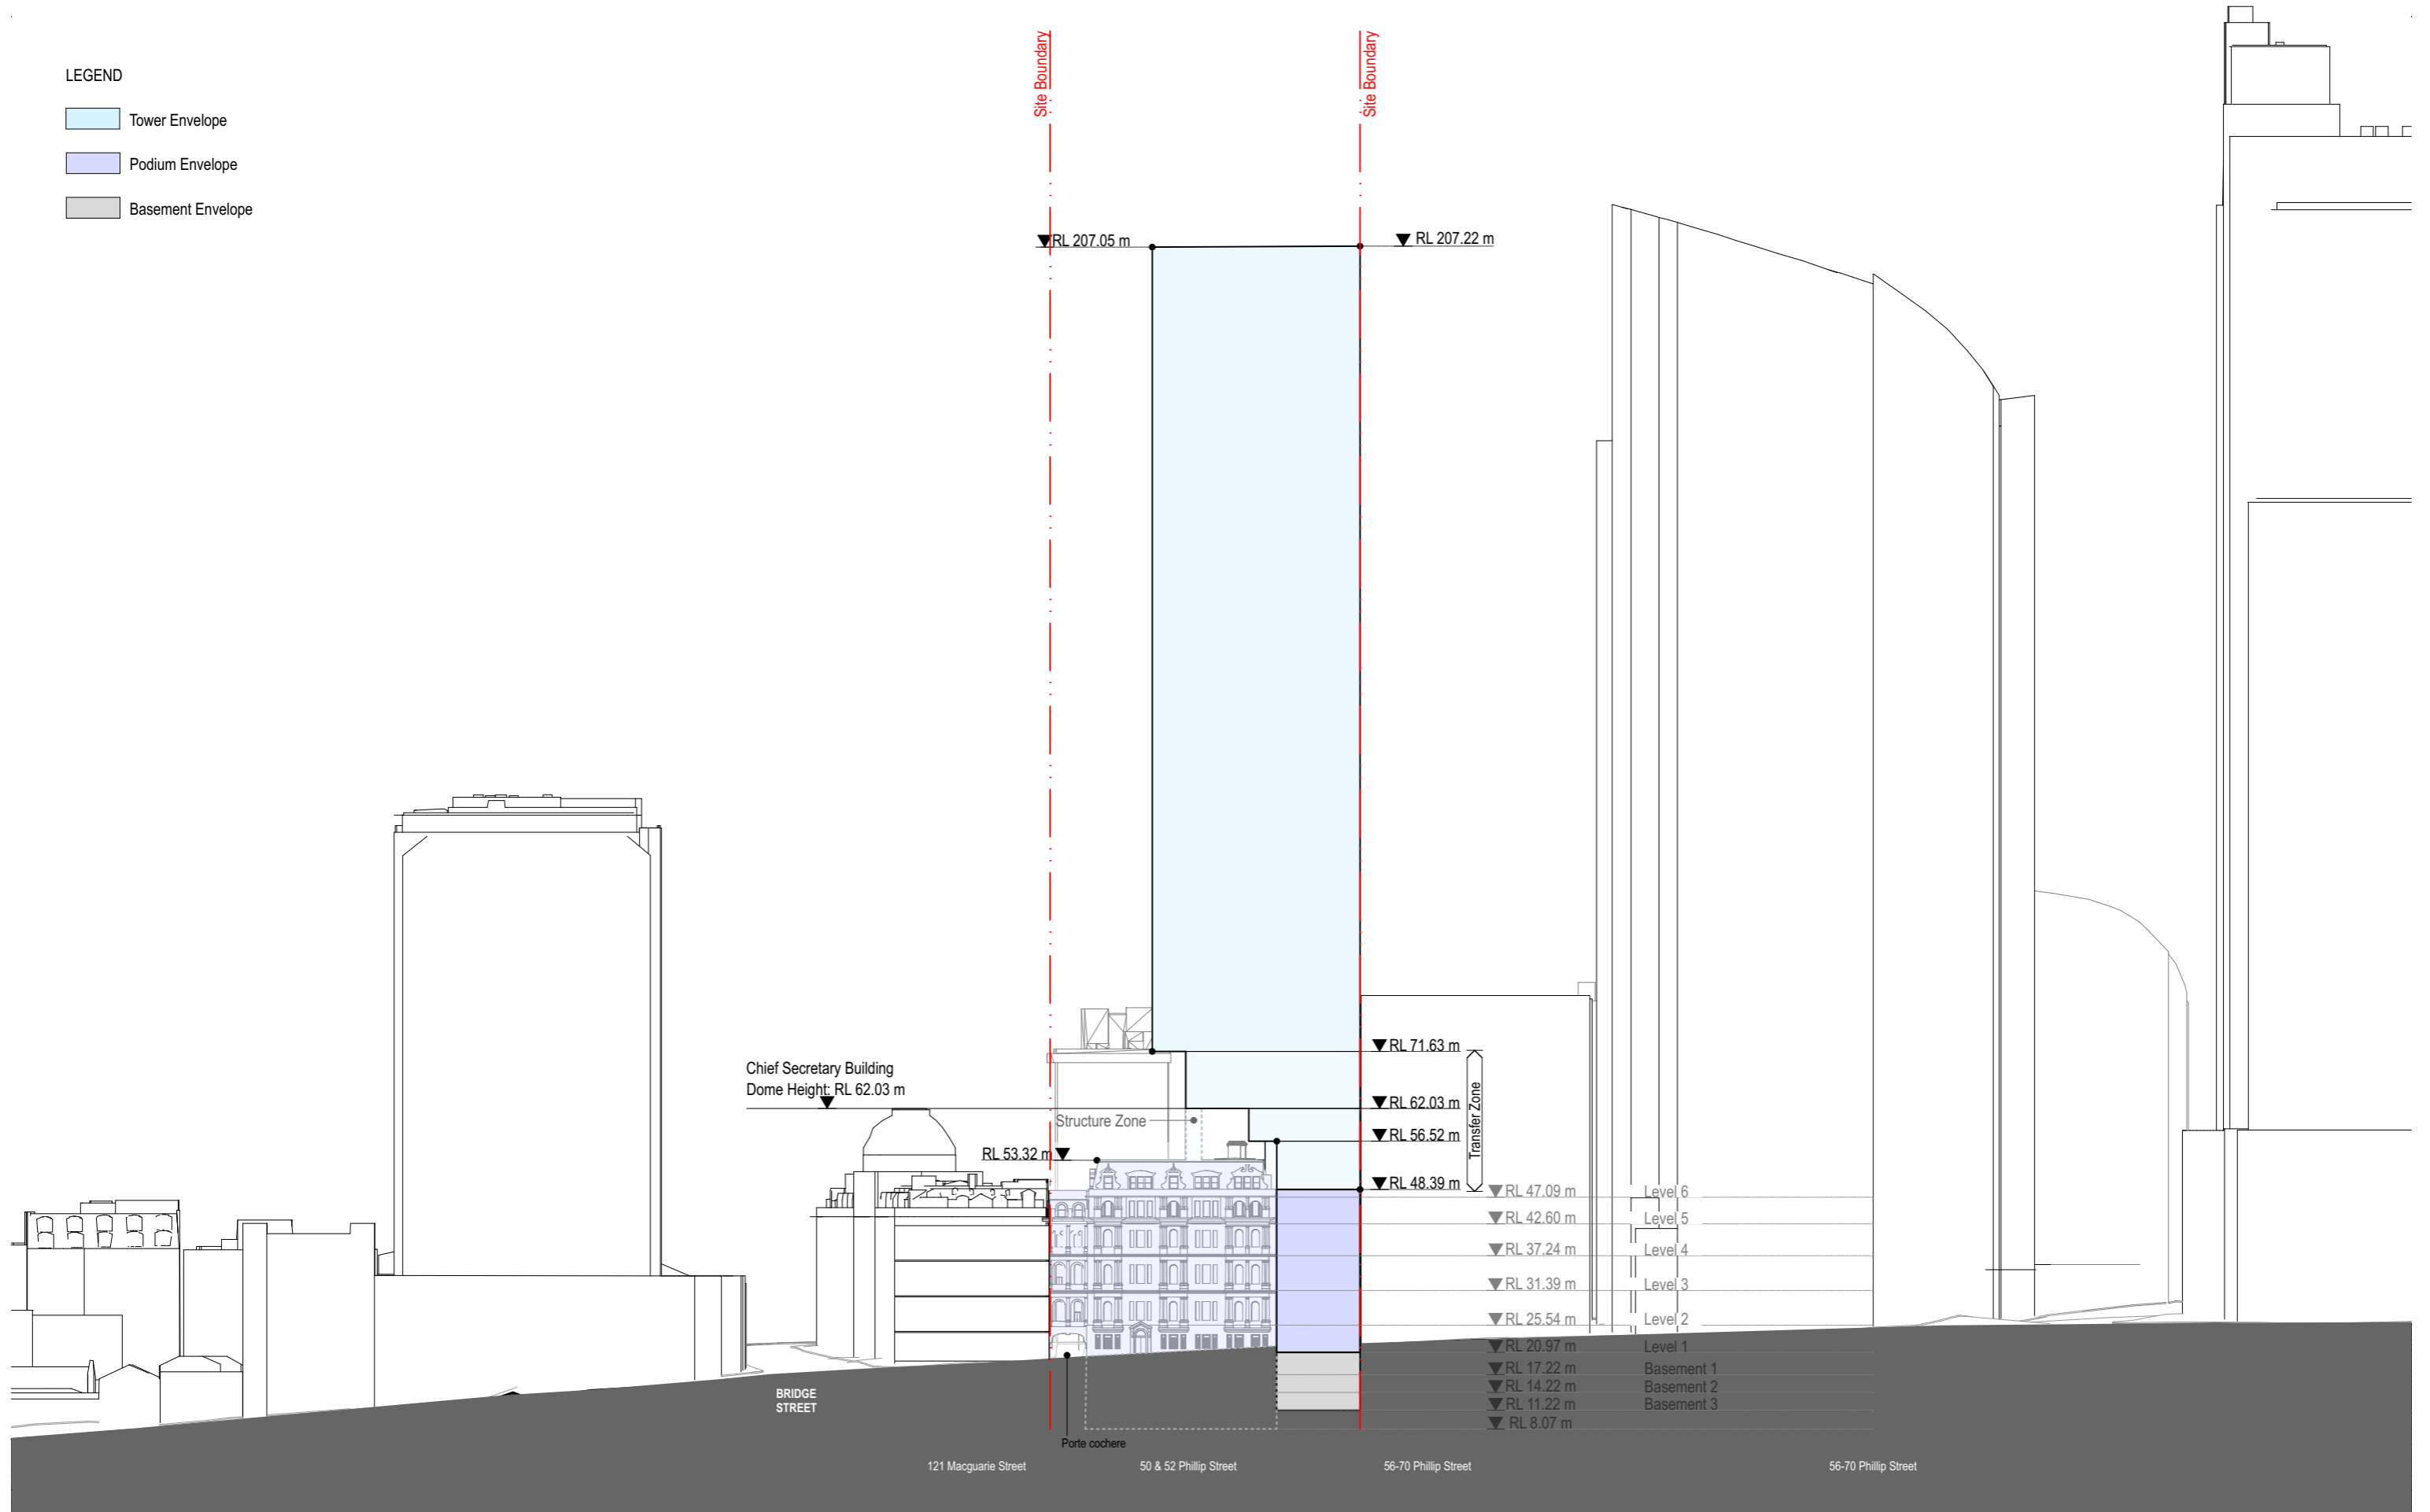 LEGEND
Tower Envelope
Podium Envelope
Basement Envelope
Site Boundary
Site Boundary
RL 207.05 m
RL 207.22 m
RL 71.63 m
Chief Secretary Building
Dome Height: RL 62.03 m
RL 62.03 m
Structure Zone
Transfer Zone
RL 56.52 m
RL 53.32 m
RL 48.39 m
RL 47.09 m Level 6
RL 42.60 m Level 5
RL 37.24 m Level 4
RL 31.39 m Level 3
RL 25.54 m Level 2
RL 20.97 m Level 1
RL 17.22 m Basement 1
RL 14.22 m Basement 2
RL 11.22 m Basement 3
RL 8.07 m
BRIDGE
STREET
Porte cochere
121 Macguarie Street
50 & 52 Phillip Street
56-70 Phillip Street
56-70 Phillip Street